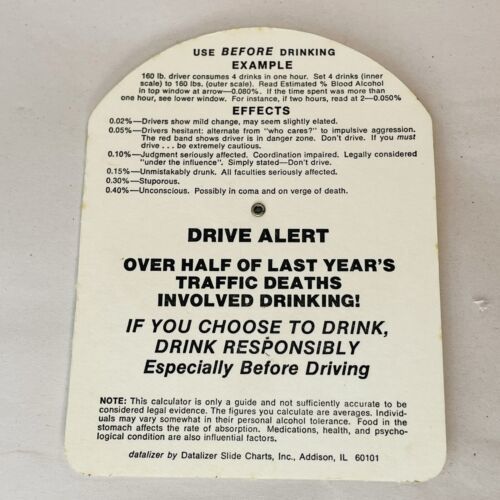 USE BEFORE DRINKING
EXAMPLE
160 lb. driver consumes 4 drinks in one hour. Set 4 drinks (inner
scale) to 160 lbs. (outer scale). Read Estimated % Blood Alcohol
in top window at arrow—0.080%. If the time spent was more than
one hour, see lower window. For instance, if two hours, read at 2—0.050%
EFFECTS
0.02%—Drivers show mild change, may seem slightly elated.
0.05%—Drivers hesitant: alternate from "who cares?" to impulsive aggression.
The red band shows driver is in danger zone. Don't drive. If you must
drive . . . be extremely cautious.
0.10%—Judgment seriously affected. Coordination impaired. Legally considered
"under the influence". Simply stated—Don't drive.
0.15%—Unmistakably drunk. All faculties seriously affected.
0.30%—Stuporous.
0.40%—Unconscious. Possibly in coma and on verge of death.
DRIVE ALERT
OVER HALF OF LAST YEAR'S
TRAFFIC DEATHS
INVOLVED DRINKING!
IF YOU CHOOSE TO DRINK,
DRINK RESPONSIBLY
Especially Before Driving
NOTE: This calculator is only a guide and not sufficiently accurate to be
considered legal evidence. The figures you calculate are averages. Individ-
uals may vary somewhat in their personal alcohol tolerance. Food in the
stomach affects the rate of absorption. Medications, health, and psycho-
logical condition are also influential factors.
datalizer by Datalizer Slide Charts, Inc., Addison, IL 60101